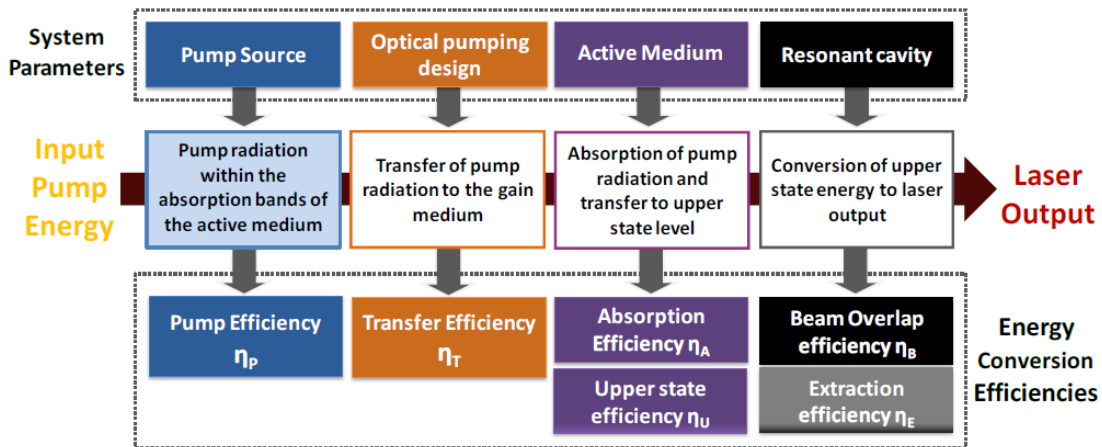 System
Parameters
Pump Source
Optical pumping
design
Active Medium
Resonant cavity
Input
Pump
Energy
Pump radiation
within the
absorption bands of
the active medium
Transfer of pump
radiation to the gain
medium
Absorption of pump
radiation and
transfer to upper
state level
Conversion of upper
state energy to laser
output
Laser
Output
Pump Efficiency
ηP
Transfer Efficiency
ηT
Absorption
Efficiency ηA
Upper state
efficiency ηU
Beam Overlap
efficiency ηB
Extraction
efficiency ηE
Energy
Conversion
Efficiencies